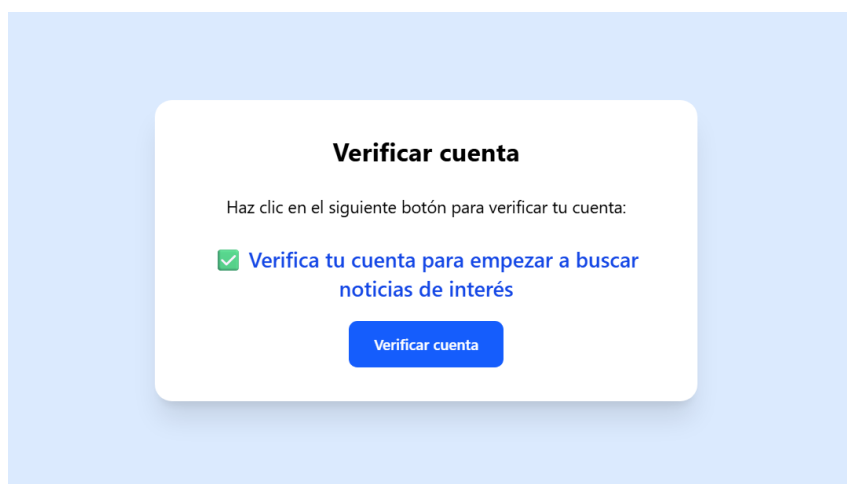 Verificar cuenta
Haz clic en el siguiente botón para verificar tu cuenta:
✅ Verifica tu cuenta para empezar a buscar
noticias de interés
Verificar cuenta